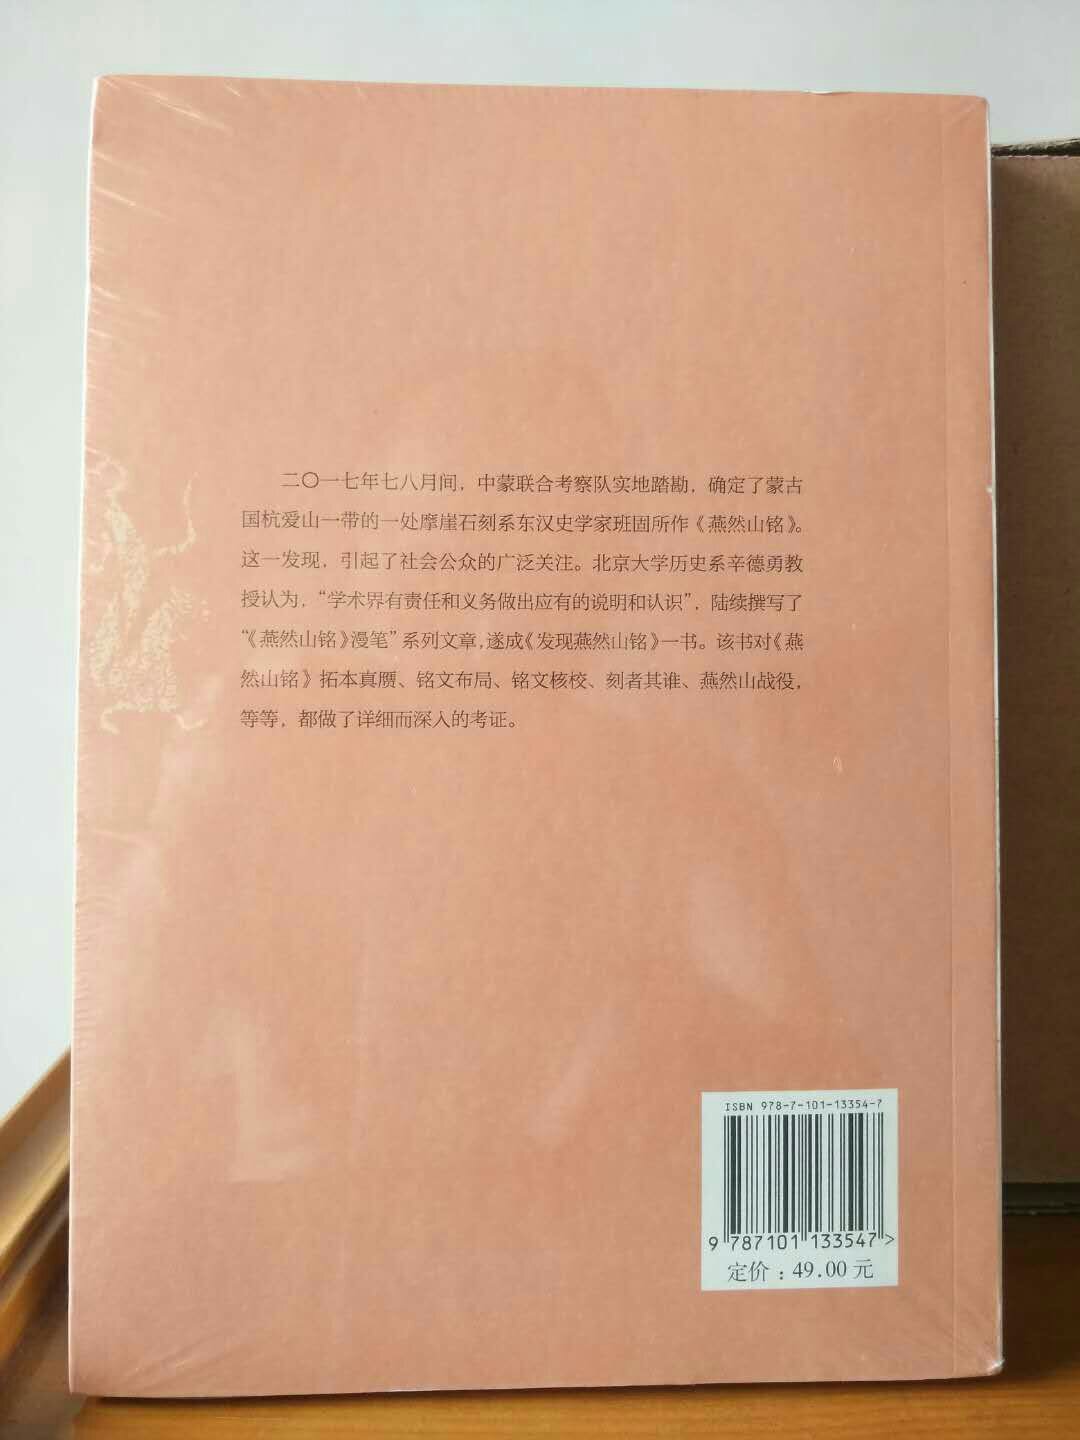 二〇一七年七八月间，中蒙联合考察队实地踏勘，确定了蒙古
国杭爱山一带的一处摩崖石刻系东汉史学家班固所作《燕然山铭》。
这一发现，引起了社会公众的广泛关注。北京大学历史系辛德勇教
授认为，“学术界有责任和义务做出应有的说明和认识”，陆续撰写了
“《燕然山铭》漫笔”系列文章，遂成《发现燕然山铭》一书。该书对《燕
然山铭》拓本真赝、铭文布局、铭文核校、刻者其谁、燕然山战役，
等等，都做了详细而深入的考证。
ISBN 978-7-101-13354-7
9 787101 133547 >
定价：49.00 元